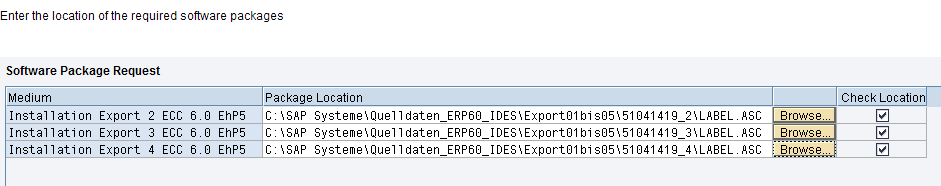 Enter the location of the required software packages
Software Package Request
Medium Package Location Check Location
Installation Export 2 ECC 6.0 EhP5 C:\SAP Systeme\Quelldaten_ERP60_IDES\Export01bis05\51041419_2\LABEL.ASC Browse...
Installation Export 3 ECC 6.0 EhP5 C:\SAP Systeme\Quelldaten_ERP60_IDES\Export01bis05\51041419_3\LABEL.ASC Browse...
Installation Export 4 ECC 6.0 EhP5 C:\SAP Systeme\Quelldaten_ERP60_IDES\Export01bis05\51041419_4\LABEL.ASC Browse...